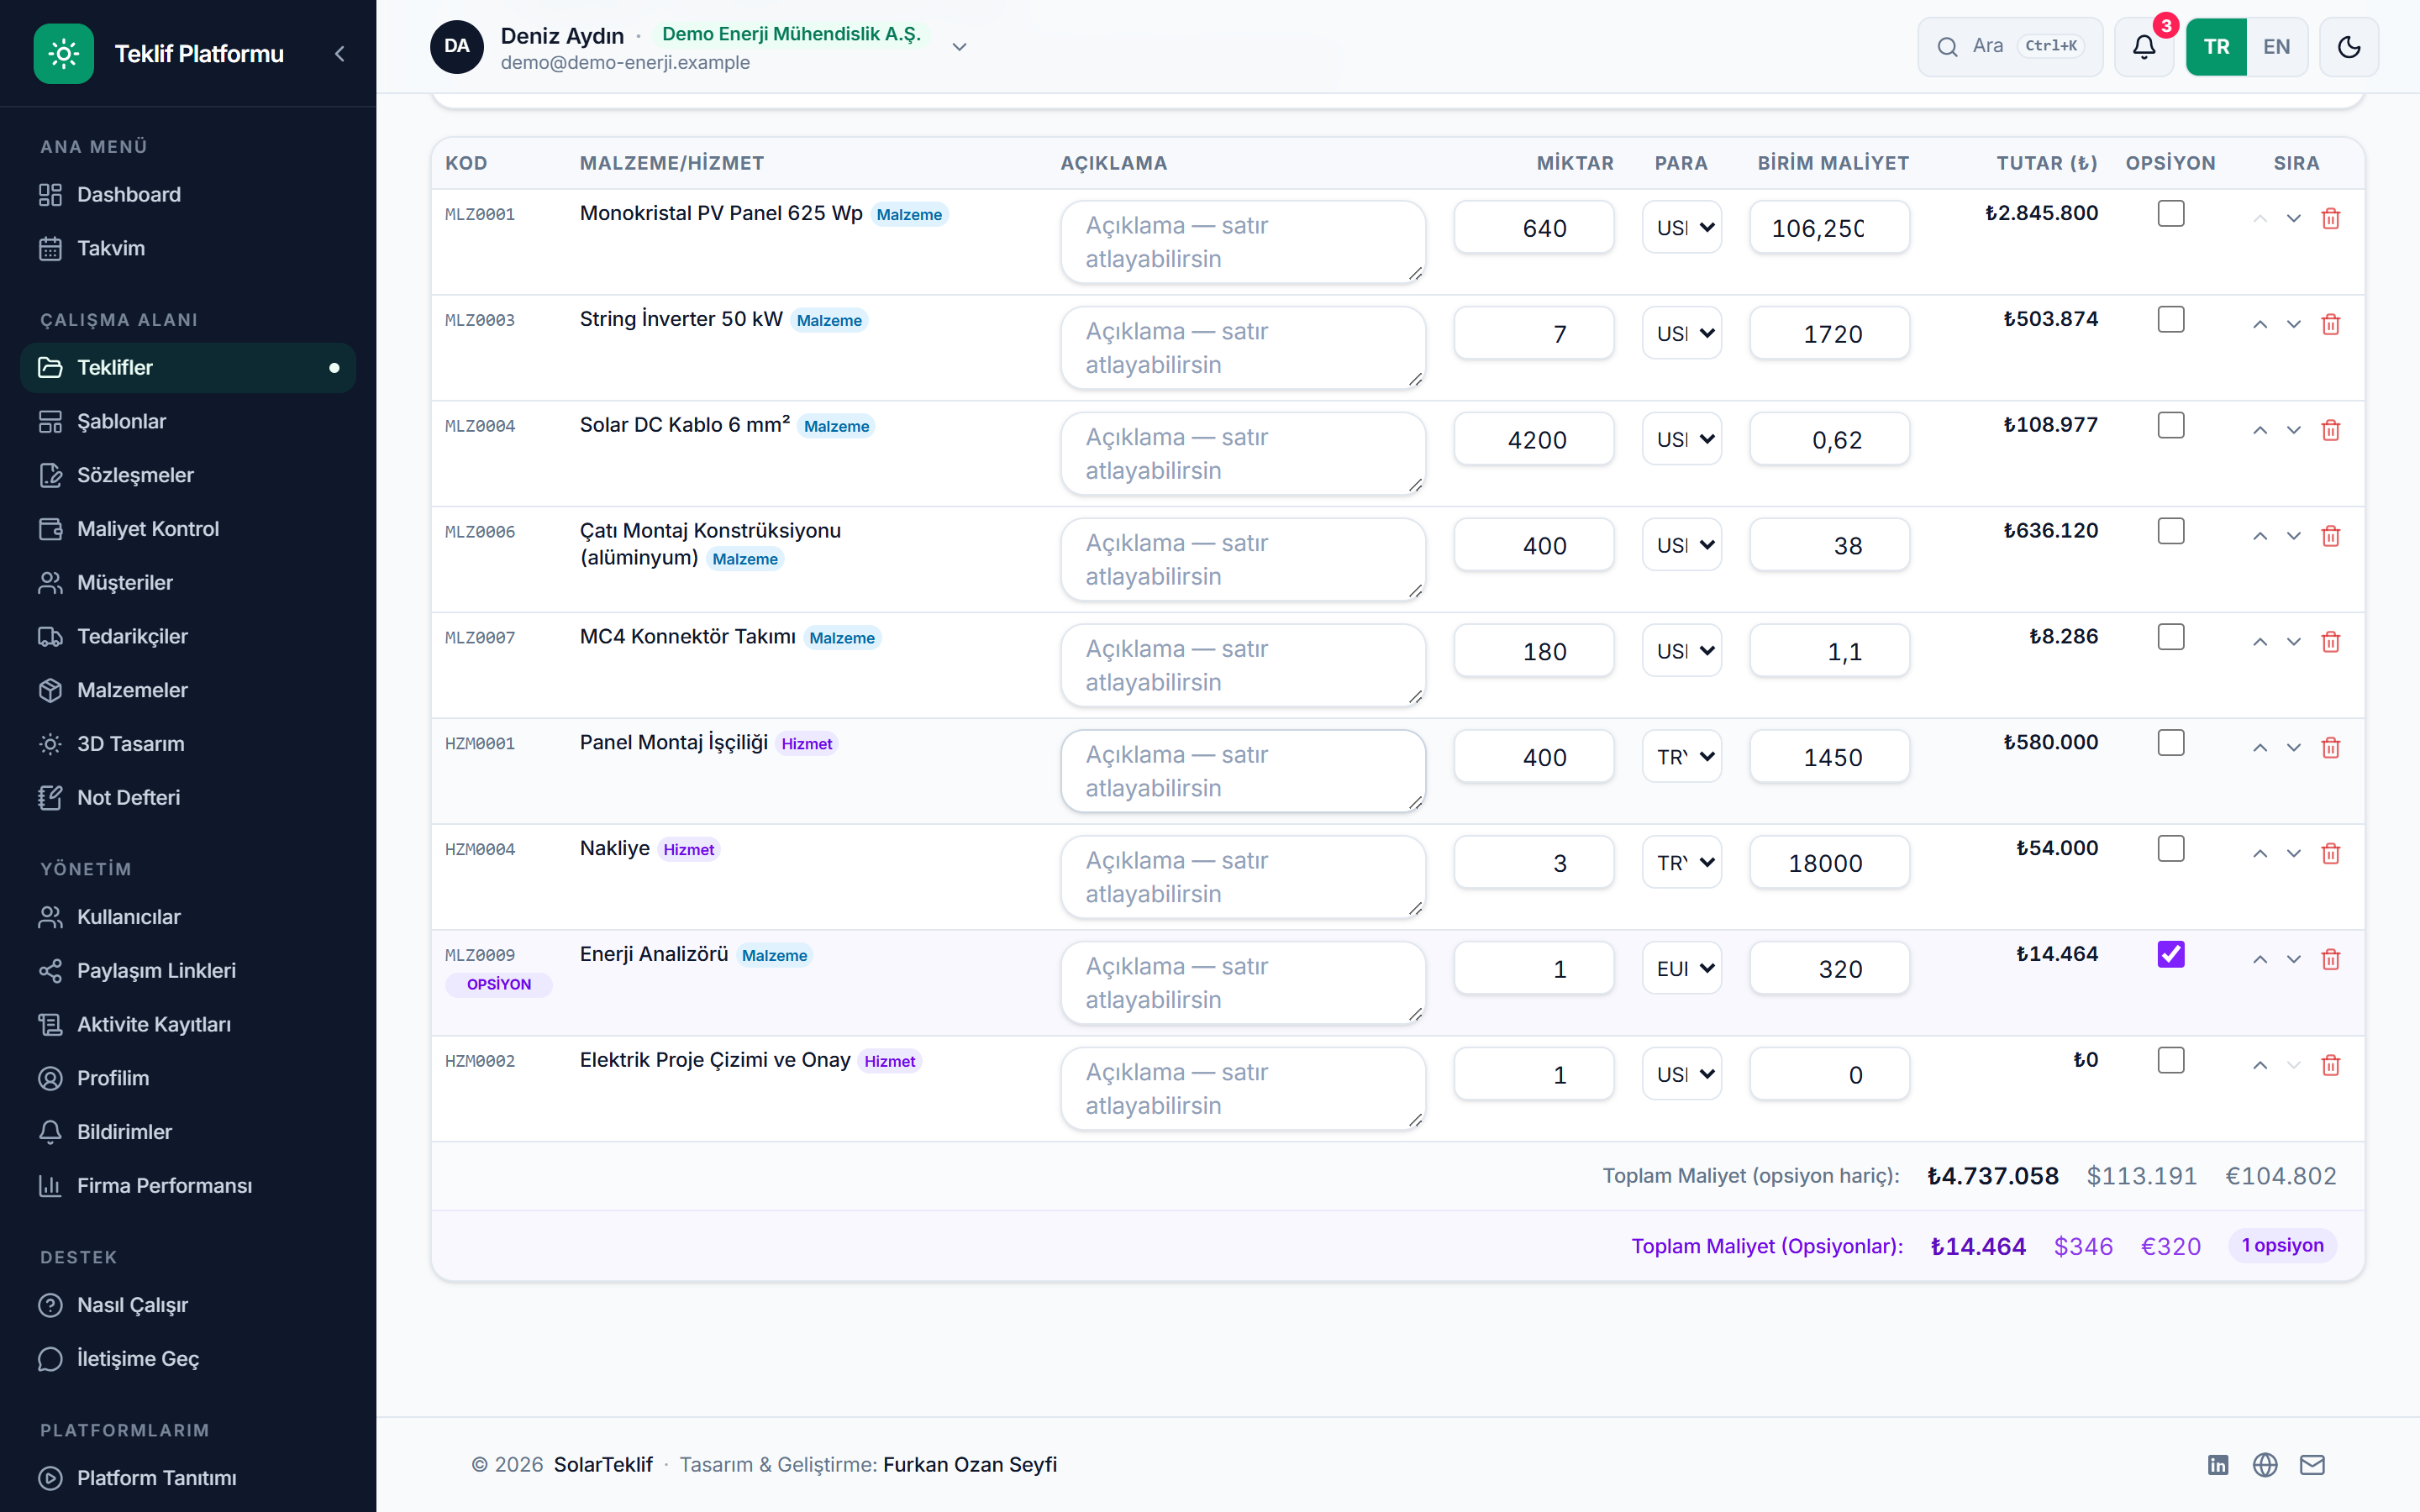 Teklif Platformu
DA
Deniz Aydın · Demo Enerji Mühendislik A.Ş.
demo@demo-enerji.example
Ara Ctrl+K
3
TR EN
ANA MENÜ
Dashboard
Takvim
ÇALIŞMA ALANI
Teklifler
Şablonlar
Sözleşmeler
Maliyet Kontrol
Müşteriler
Tedarikçiler
Malzemeler
3D Tasarım
Not Defteri
YÖNETİM
Kullanıcılar
Paylaşım Linkleri
Aktivite Kayıtları
Profilim
Bildirimler
Firma Performansı
DESTEK
Nasıl Çalışır
İletişime Geç
PLATFORMLARIM
Platform Tanıtımı
KOD MALZEME/HİZMET AÇIKLAMA MİKTAR PARA BİRİM MALİYET TUTAR (₺) OPSİYON SIRA
MLZ0001 Monokristal PV Panel 625 Wp Malzeme Açıklama — satır atlayabilirsin 640 USI 106,250 ₺2.845.800
MLZ0003 String İnverter 50 kW Malzeme Açıklama — satır atlayabilirsin 7 USI 1720 ₺503.874
MLZ0004 Solar DC Kablo 6 mm² Malzeme Açıklama — satır atlayabilirsin 4200 USI 0,62 ₺108.977
MLZ0006 Çatı Montaj Konstrüksiyonu (alüminyum) Malzeme Açıklama — satır atlayabilirsin 400 USI 38 ₺636.120
MLZ0007 MC4 Konnektör Takımı Malzeme Açıklama — satır atlayabilirsin 180 USI 1,1 ₺8.286
HZM0001 Panel Montaj İşçiliği Hizmet Açıklama — satır atlayabilirsin 400 TRY 1450 ₺580.000
HZM0004 Nakliye Hizmet Açıklama — satır atlayabilirsin 3 TRY 18000 ₺54.000
MLZ0009 OPSİYON Enerji Analizörü Malzeme Açıklama — satır atlayabilirsin 1 EUI 320 ₺14.464
HZM0002 Elektrik Proje Çizimi ve Onay Hizmet Açıklama — satır atlayabilirsin 1 USI 0 ₺0
Toplam Maliyet (opsiyon hariç): ₺4.737.058 $113.191 €104.802
Toplam Maliyet (Opsiyonlar): ₺14.464 $346 €320 1 opsiyon
© 2026 SolarTeklif · Tasarım & Geliştirme: Furkan Ozan Seyfi